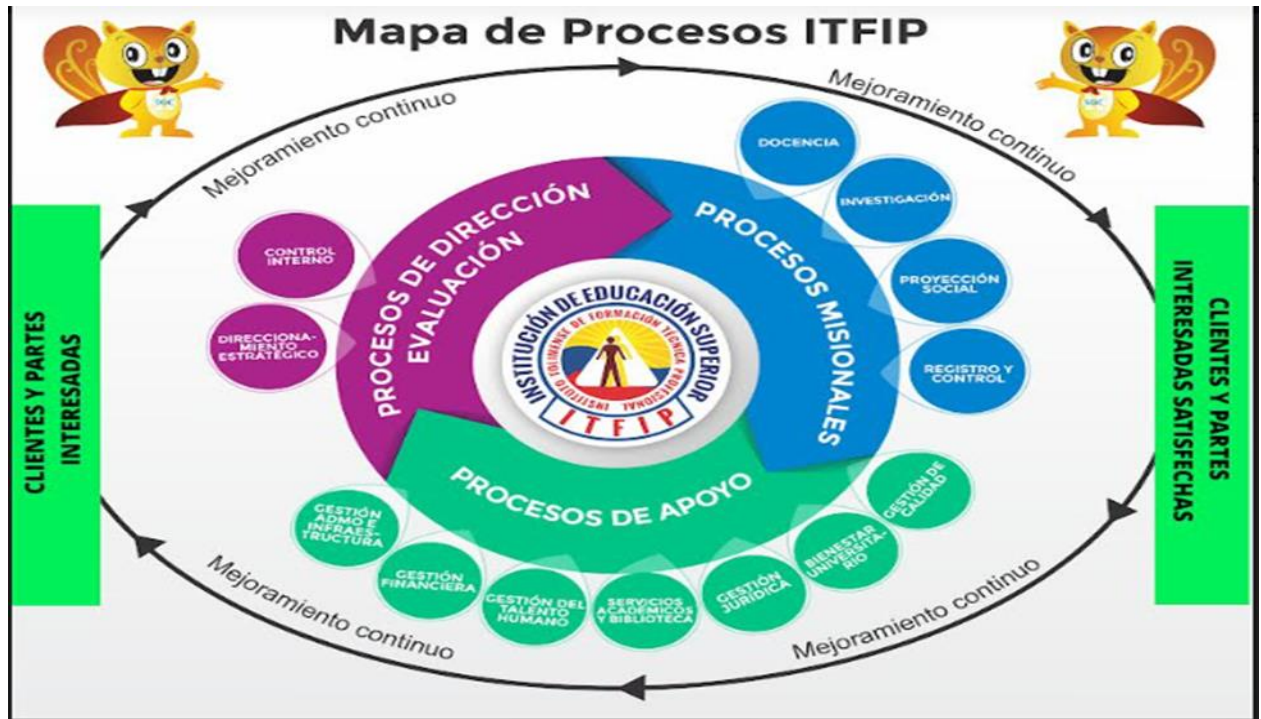 Mapa de Procesos ITFIP
Mejoramiento continuo
Mejoramiento continuo
CLIENTES Y PARTES
INTERESADAS
CONTROL
INTERNO
DIRECCIONA-
MIENTO
ESTRATÉGICO
PROCESOS DE DIRECCIÓN
EVALUACIÓN
PROCESOS MISIONALES
DOCENCIA
INVESTIGACIÓN
PROYECCIÓN
SOCIAL
REGISTRO Y
CONTROL
INSTITUCIÓN DE EDUCACIÓN SUPERIOR
INSTITUTO TOLIMENSE DE FORMACIÓN TÉCNICA PROFESIONAL
ITFIP
PROCESOS DE APOYO
GESTIÓN
ADMO E
INFRAES-
TRUCTURA
GESTIÓN
FINANCIERA
GESTIÓN DEL
TALENTO
HUMANO
SERVICIOS
ACADÉMICOS
Y BIBLIOTECA
GESTIÓN
JURÍDICA
BIENESTAR
UNIVERSITA-
RIO
GESTIÓN DE
CALIDAD
CLIENTES Y PARTES
INTERESADAS SATISFECHAS
Mejoramiento continuo
Mejoramiento continuo